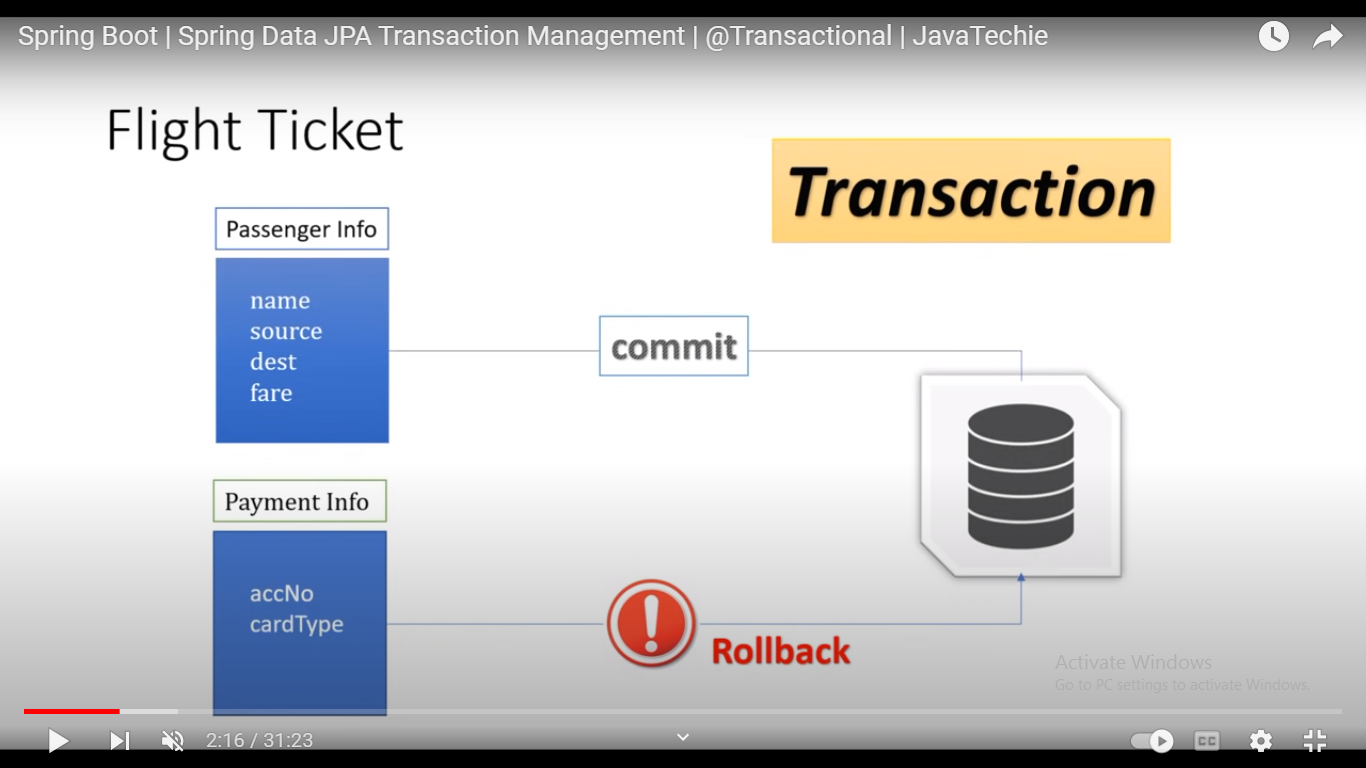 Spring Boot | Spring Data JPA Transaction Management | @Transactional | JavaTechie
Flight Ticket
Transaction
Passenger Info
name
source
dest
fare
commit
Payment Info
accNo
cardType
Rollback
Activate Windows
Go to PC settings to activate Windows.
2:16 / 31:23
CC